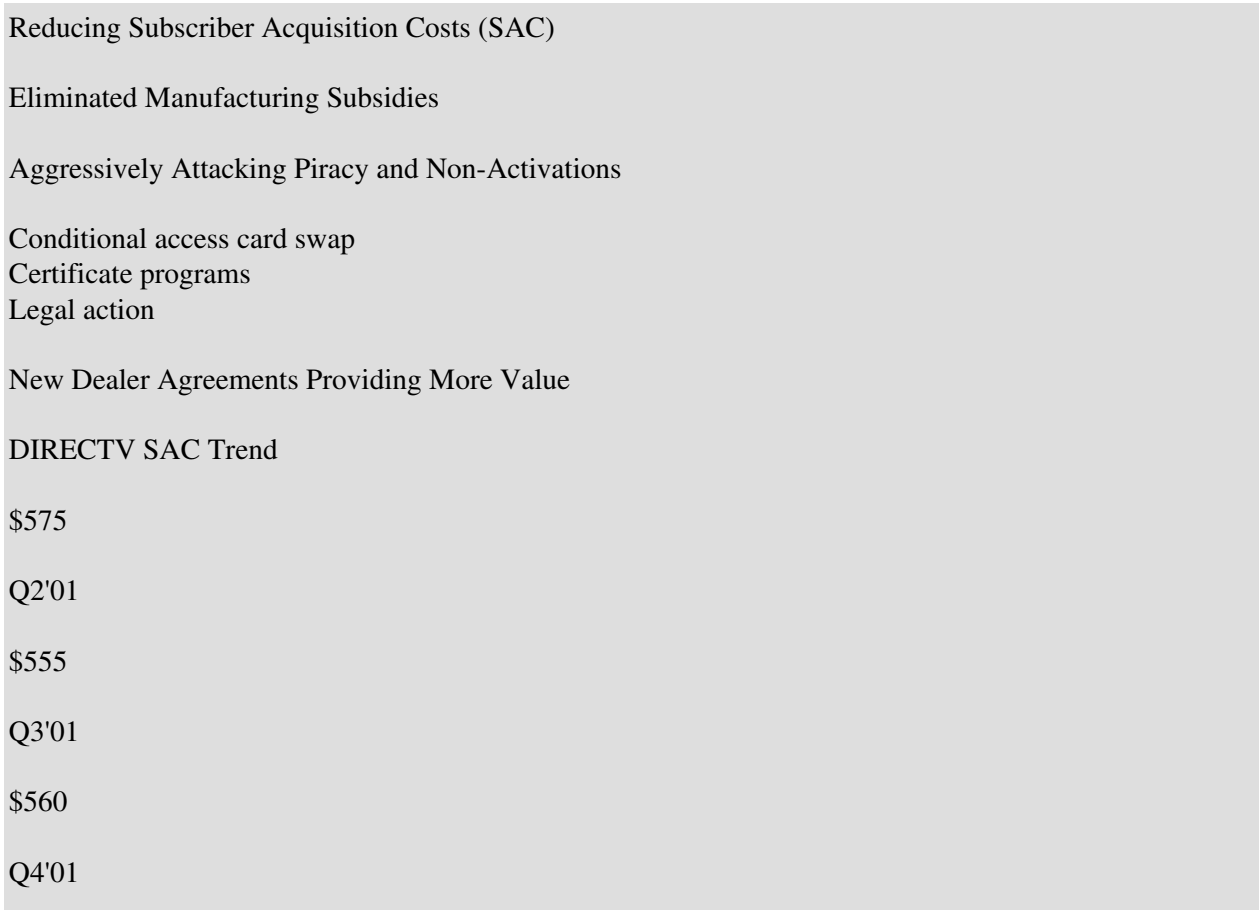 Reducing Subscriber Acquisition Costs (SAC)
Eliminated Manufacturing Subsidies
Aggressively Attacking Piracy and Non-Activations
Conditional access card swap
Certificate programs
Legal action
New Dealer Agreements Providing More Value
DIRECTV SAC Trend
$575
Q2'01
$555
Q3'01
$560
Q4'01